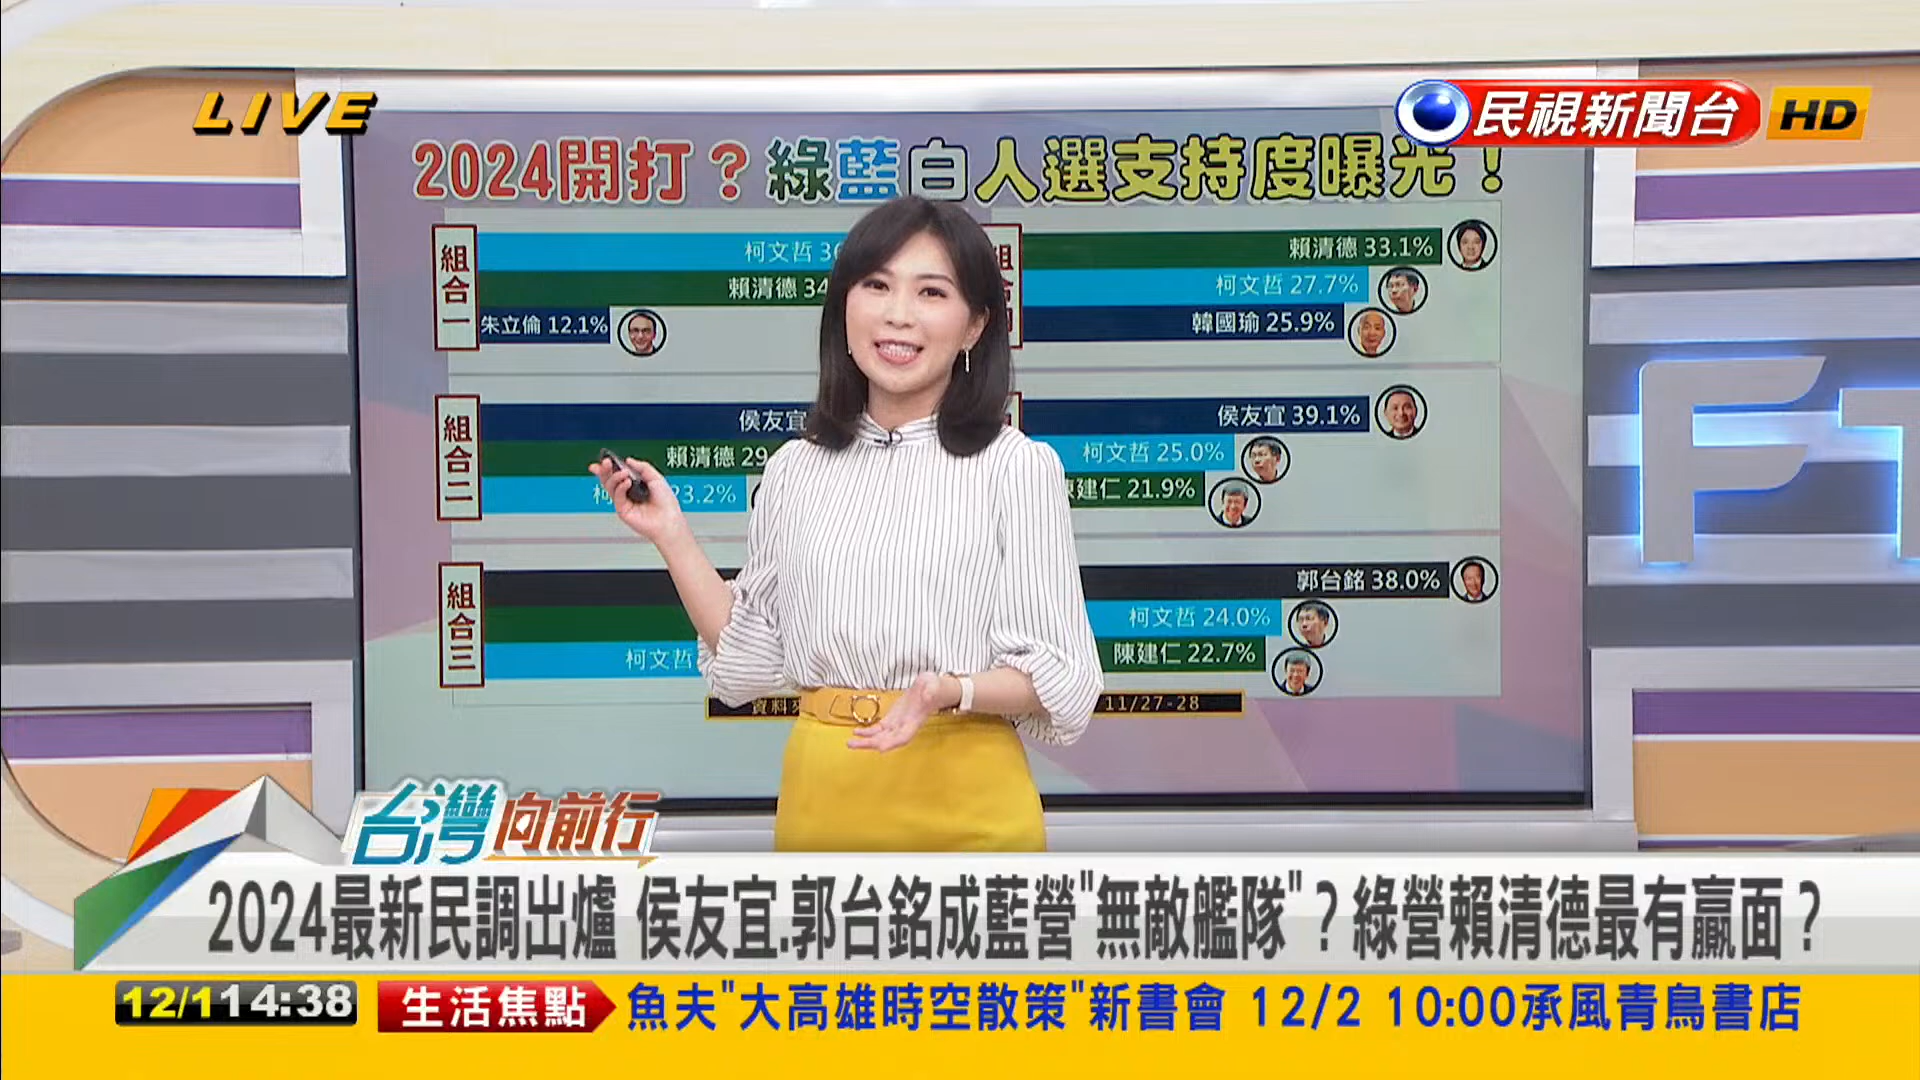 LIVE
民視新聞台 HD
2024開打？綠藍白人選支持度曝光！
組合一
柯文哲 36
賴清德 34
朱立倫 12.1%
組合二
侯友宜
賴清德 29
柯 23.2%
組合三
柯文哲
賴清德 33.1%
柯文哲 27.7%
韓國瑜 25.9%
侯友宜 39.1%
柯文哲 25.0%
陳建仁 21.9%
郭台銘 38.0%
柯文哲 24.0%
陳建仁 22.7%
資料 11/27-28
FT
台灣向前行
2024最新民調出爐 侯友宜.郭台銘成藍營"無敵艦隊"？綠營賴清德最有贏面？
12/1 14:38 生活焦點 魚夫"大高雄時空散策"新書會 12/2 10:00承風青鳥書店